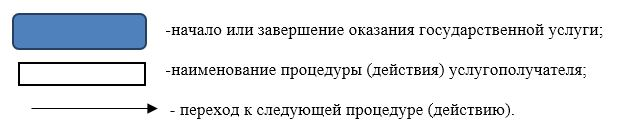 -начало или завершение оказания государственной услуги;
-наименование процедуры (действия) услугополучателя;
- переход к следующей процедуре (действию).